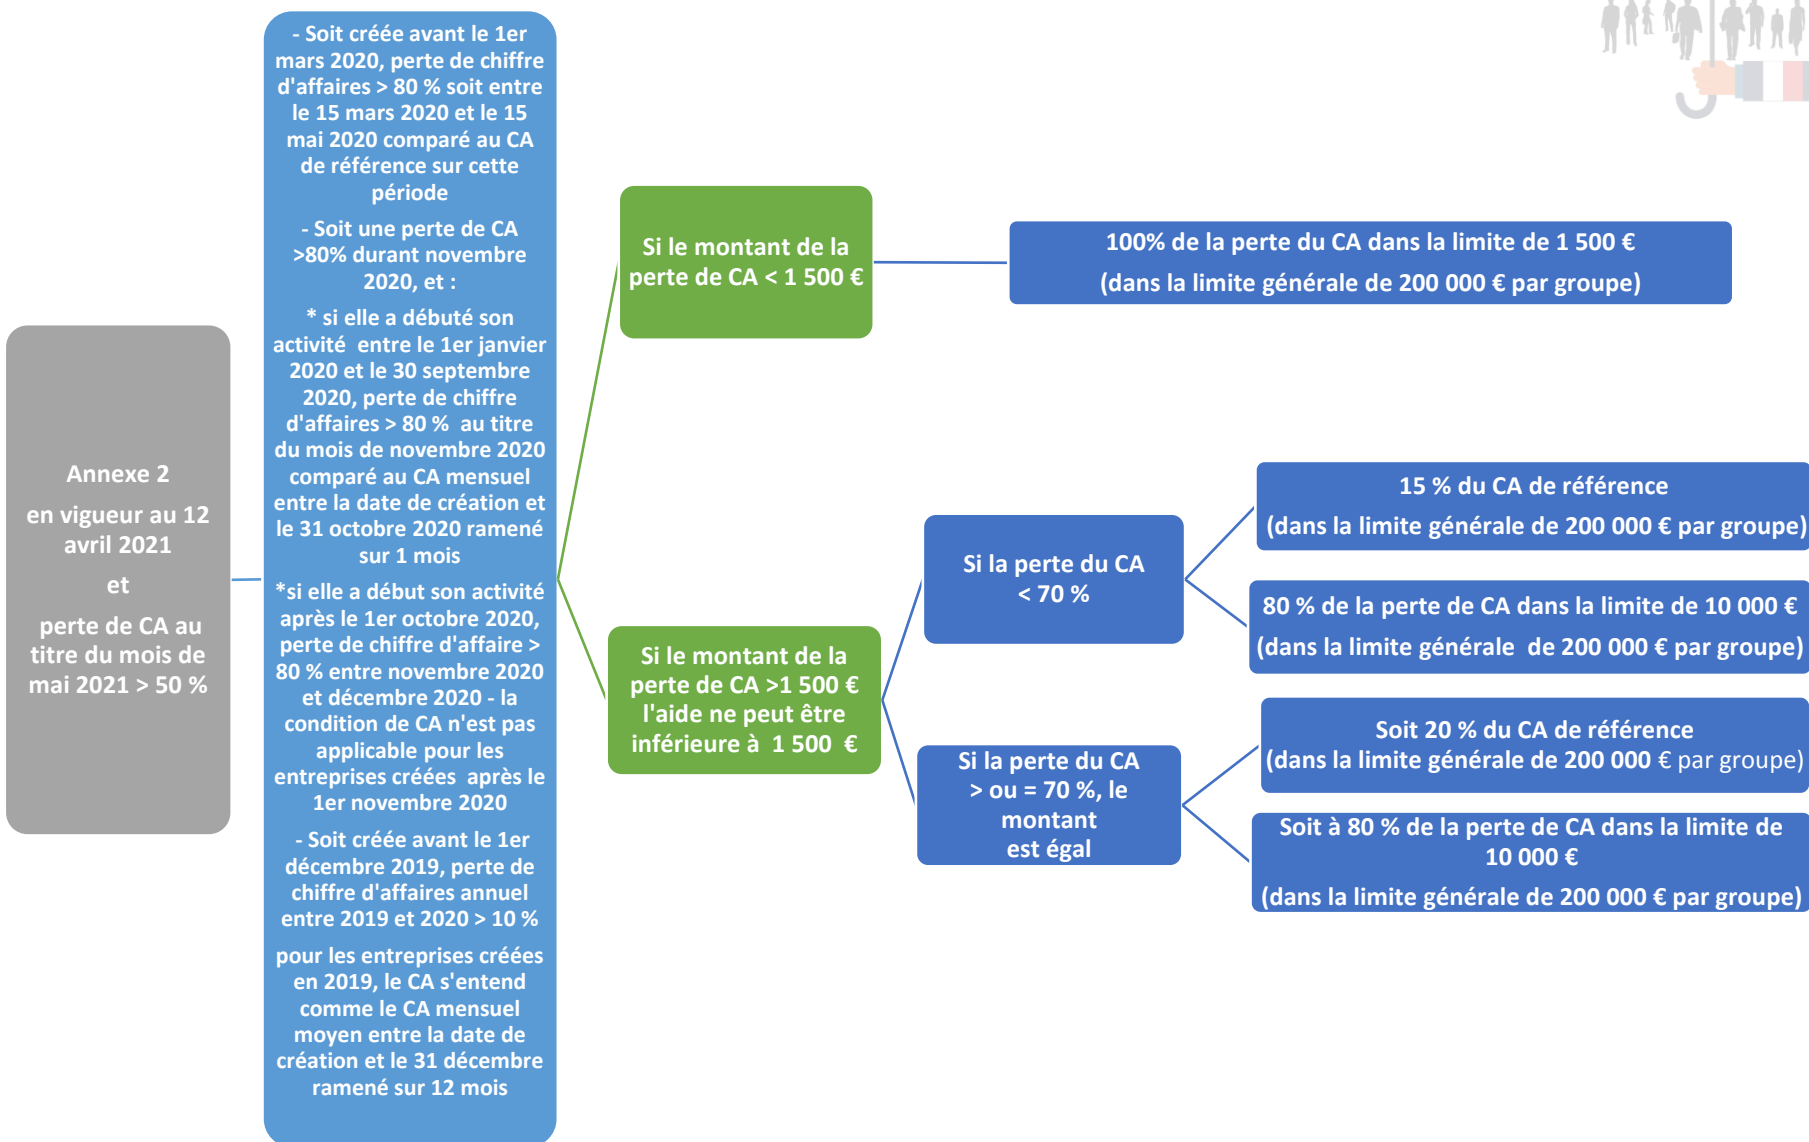 Annexe 2
en vigueur au 12
avril 2021
et
perte de CA au
titre du mois de
mai 2021 > 50 %
- Soit créée avant le 1er
mars 2020, perte de chiffre
d'affaires > 80 % soit entre
le 15 mars 2020 et le 15
mai 2020 comparé au CA
de référence sur cette
période
- Soit une perte de CA
>80% durant novembre
2020, et :
* si elle a débuté son
activité entre le 1er janvier
2020 et le 30 septembre
2020, perte de chiffre
d'affaires > 80 % au titre
du mois de novembre 2020
comparé au CA mensuel
entre la date de création et
le 31 octobre 2020 ramené
sur 1 mois
*si elle a début son activité
après le 1er octobre 2020,
perte de chiffre d'affaire >
80 % entre novembre 2020
et décembre 2020 - la
condition de CA n'est pas
applicable pour les
entreprises créées après le
1er novembre 2020
- Soit créée avant le 1er
décembre 2019, perte de
chiffre d'affaires annuel
entre 2019 et 2020 > 10 %
pour les entreprises créées
en 2019, le CA s'entend
comme le CA mensuel
moyen entre la date de
création et le 31 décembre
ramené sur 12 mois
Si le montant de la
perte de CA < 1 500 €
100% de la perte du CA dans la limite de 1 500 €
(dans la limite générale de 200 000 € par groupe)
Si le montant de la
perte de CA >1 500 €
l'aide ne peut être
inférieure à 1 500 €
Si la perte du CA
< 70 %
15 % du CA de référence
(dans la limite générale de 200 000 € par groupe)
80 % de la perte de CA dans la limite de 10 000 €
(dans la limite générale de 200 000 € par groupe)
Si la perte du CA
> ou = 70 %, le
montant
est égal
Soit 20 % du CA de référence
(dans la limite générale de 200 000 € par groupe)
Soit à 80 % de la perte de CA dans la limite de
10 000 €
(dans la limite générale de 200 000 € par groupe)